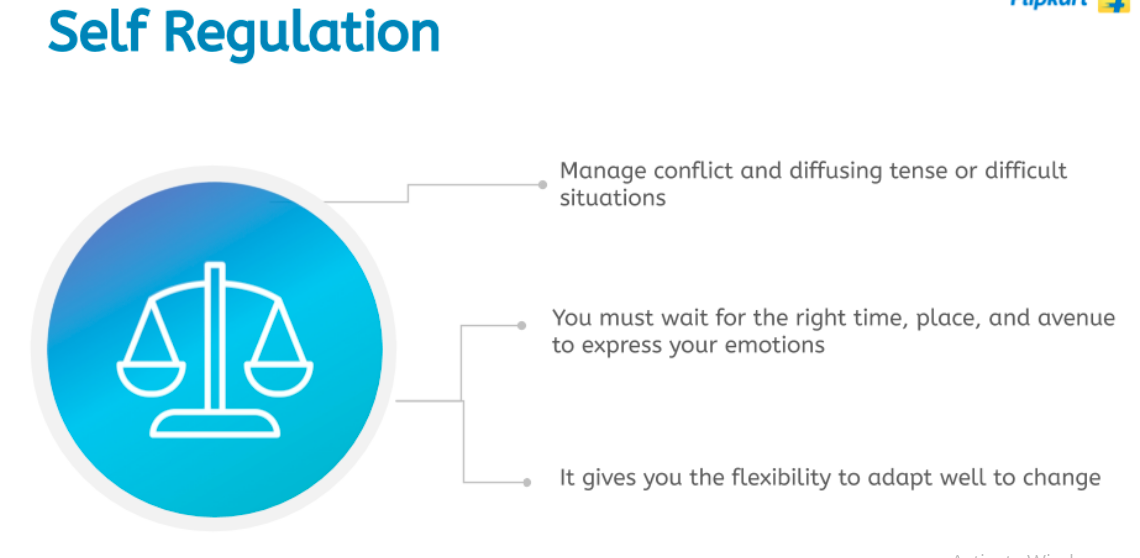 Flipkart
Self Regulation
Manage conflict and diffusing tense or difficult
situations
You must wait for the right time, place, and avenue
to express your emotions
It gives you the flexibility to adapt well to change